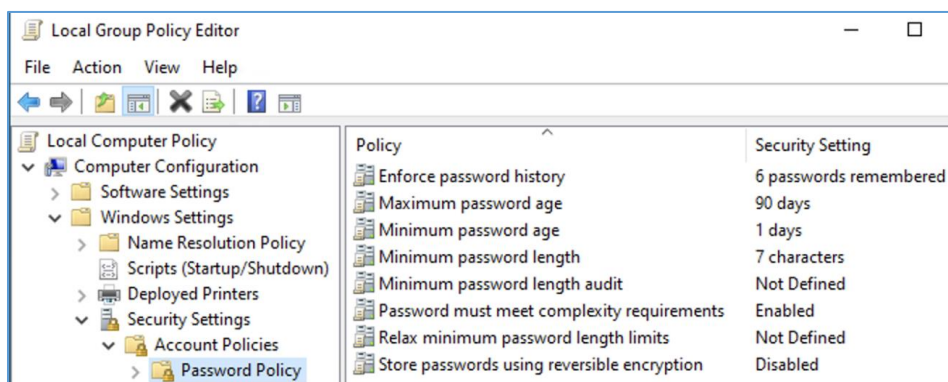 Local Group Policy Editor
File Action View Help
Local Computer Policy
Computer Configuration
Software Settings
Windows Settings
Name Resolution Policy
Scripts (Startup/Shutdown)
Deployed Printers
Security Settings
Account Policies
Password Policy
Policy Security Setting
Enforce password history 6 passwords remembered
Maximum password age 90 days
Minimum password age 1 days
Minimum password length 7 characters
Minimum password length audit Not Defined
Password must meet complexity requirements Enabled
Relax minimum password length limits Not Defined
Store passwords using reversible encryption Disabled